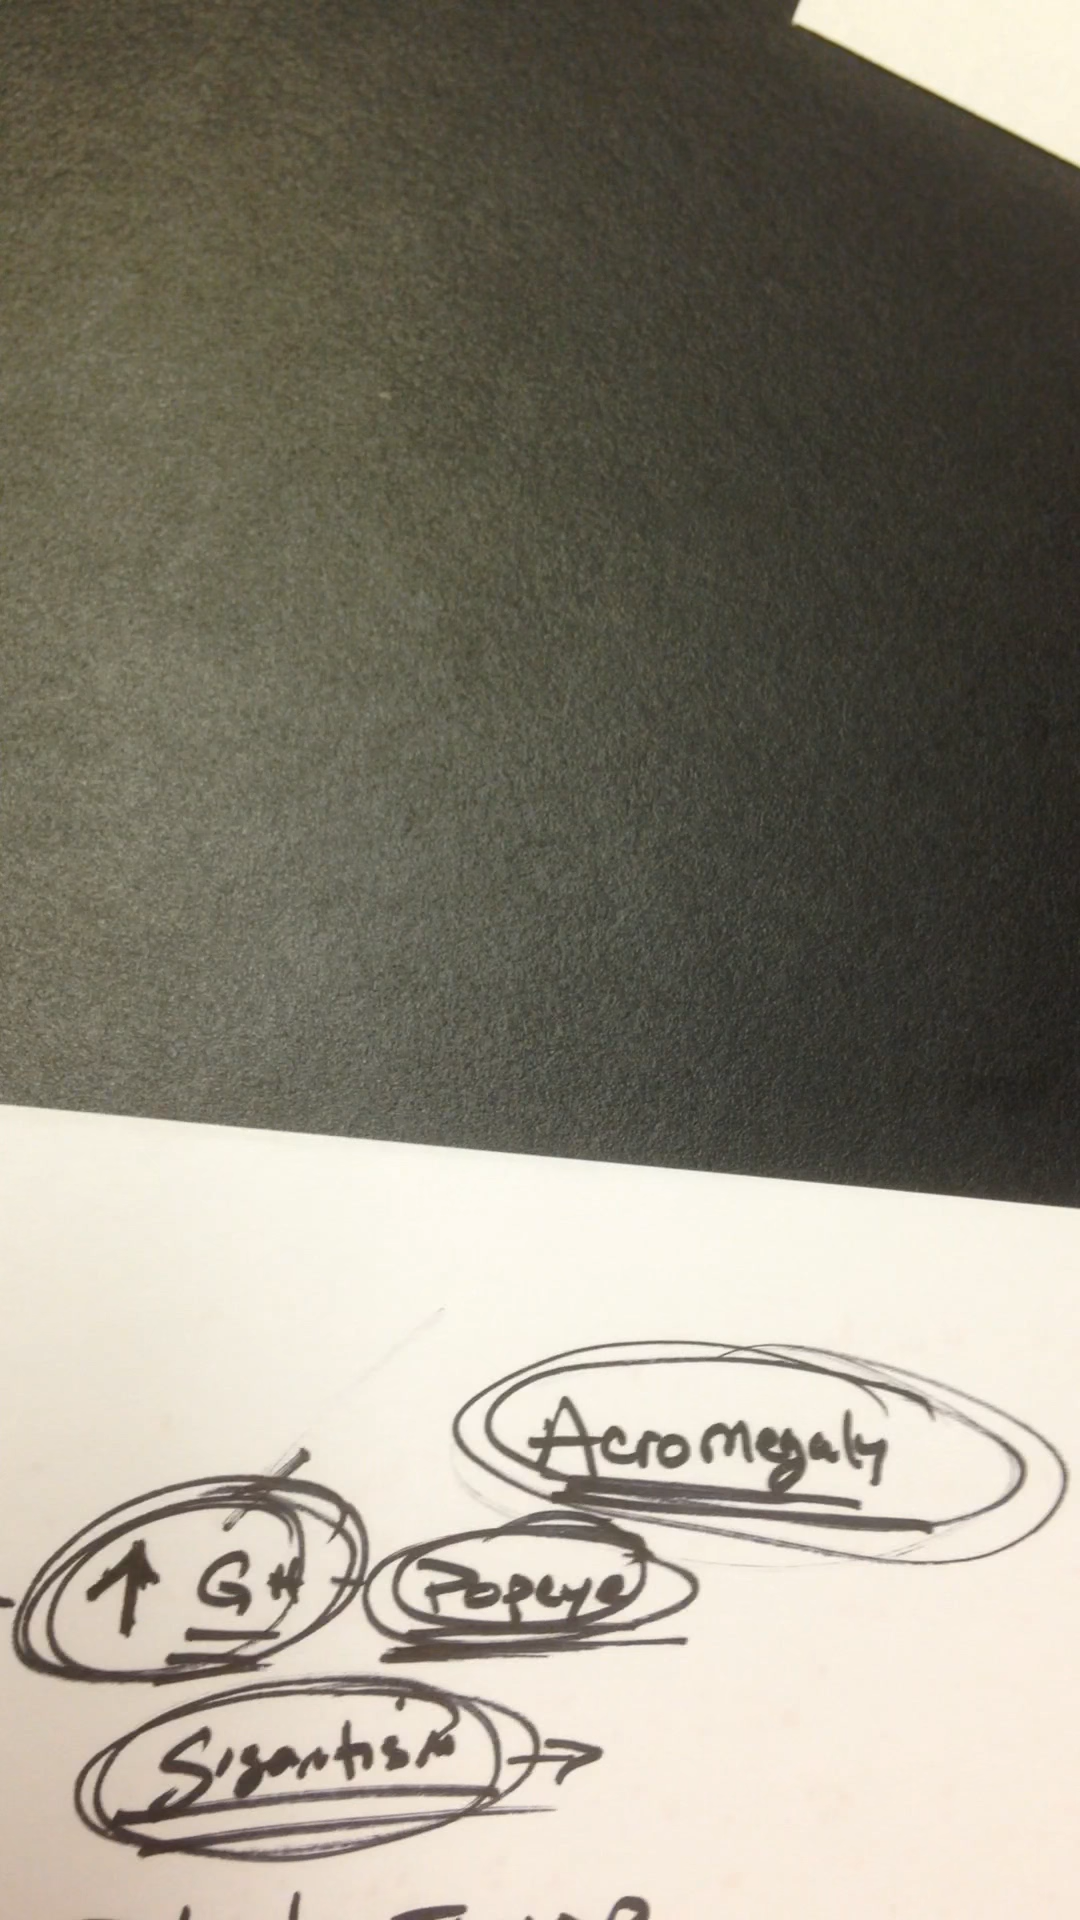 AcroMegaly
↑ GH Popeye
Gigantism →